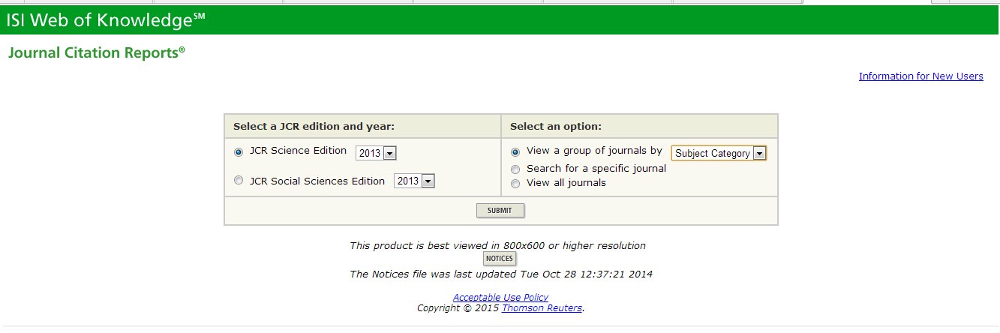 ISI Web of Knowledge℠
Journal Citation Reports®
Information for New Users
Select a JCR edition and year:
JCR Science Edition 2013
JCR Social Sciences Edition 2013
Select an option:
View a group of journals by Subject Category
Search for a specific journal
View all journals
SUBMIT
This product is best viewed in 800x600 or higher resolution
NOTICES
The Notices file was last updated Tue Oct 28 12:37:21 2014
Acceptable Use Policy
Copyright © 2015 Thomson Reuters.